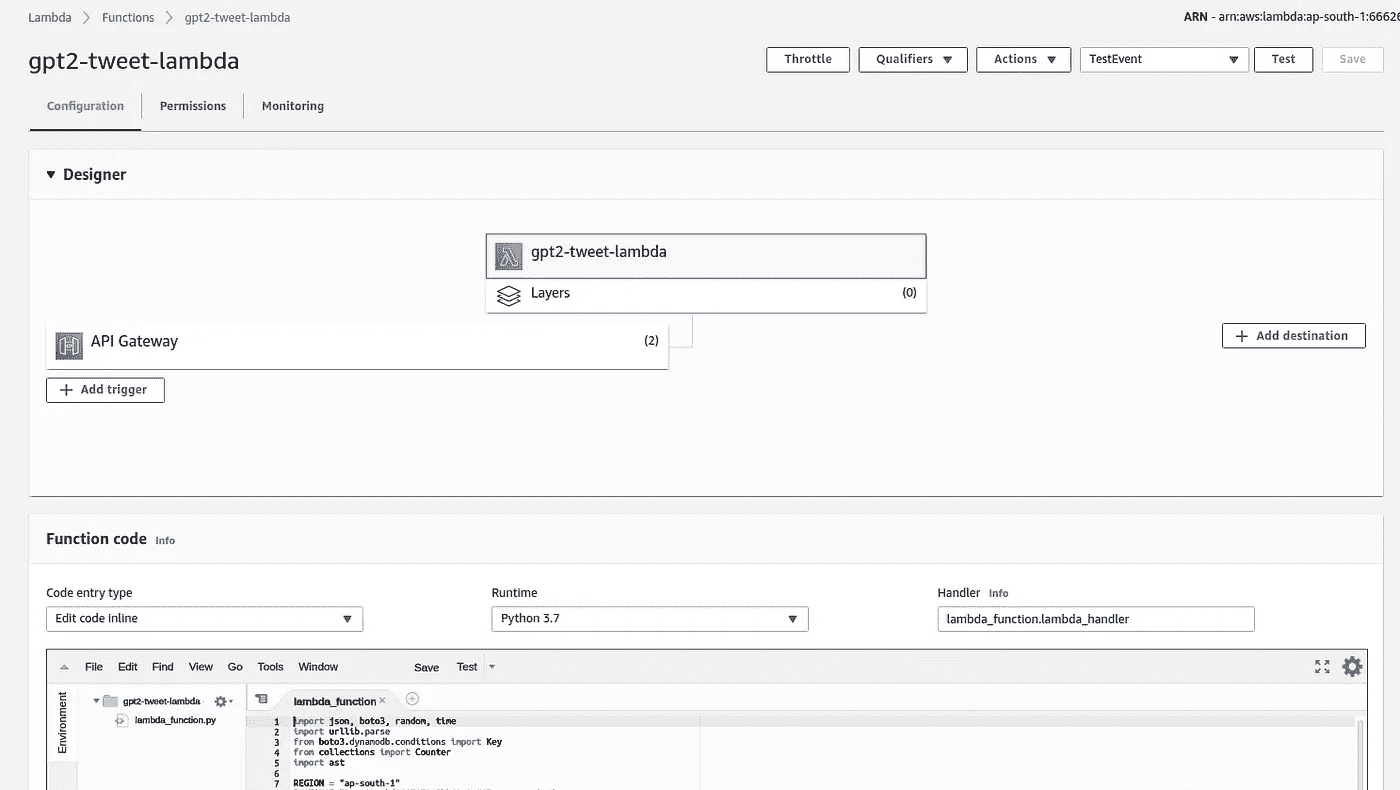 Lambda > Functions > gpt2-tweet-lambda
ARN - arn:aws:lambda:ap-south-1:66626
gpt2-tweet-lambda
Throttle Qualifiers Actions TestEvent Test Save
Configuration Permissions Monitoring
Designer
gpt2-tweet-lambda
Layers (0)
API Gateway (2)
+ Add destination
+ Add trigger
Function code Info
Code entry type Runtime Handler Info
Edit code inline Python 3.7 lambda_function.lambda_handler
File Edit Find View Go Tools Window Save Test
Environment
gpt2-tweet-lambda
lambda_function.py
lambda_function ×
1 import json, boto3, random, time
2 import urllib.parse
3 from boto3.dynamodb.conditions import Key
4 from collections import Counter
5 import ast
6
7 REGION = "ap-south-1"